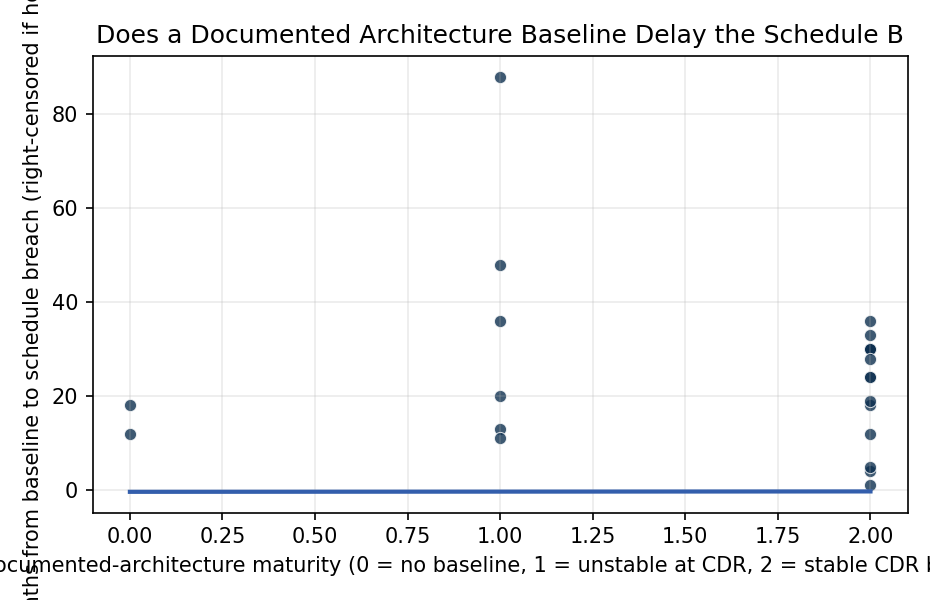 Does a Documented Architecture Baseline Delay the Schedule B
from baseline to schedule breach (right-censored if
80
60
40
20
0
0.00 0.25 0.50 0.75 1.00 1.25 1.50 1.75 2.00
ocumented-architecture maturity (0 = no baseline, 1 = unstable at CDR, 2 = stable CDR